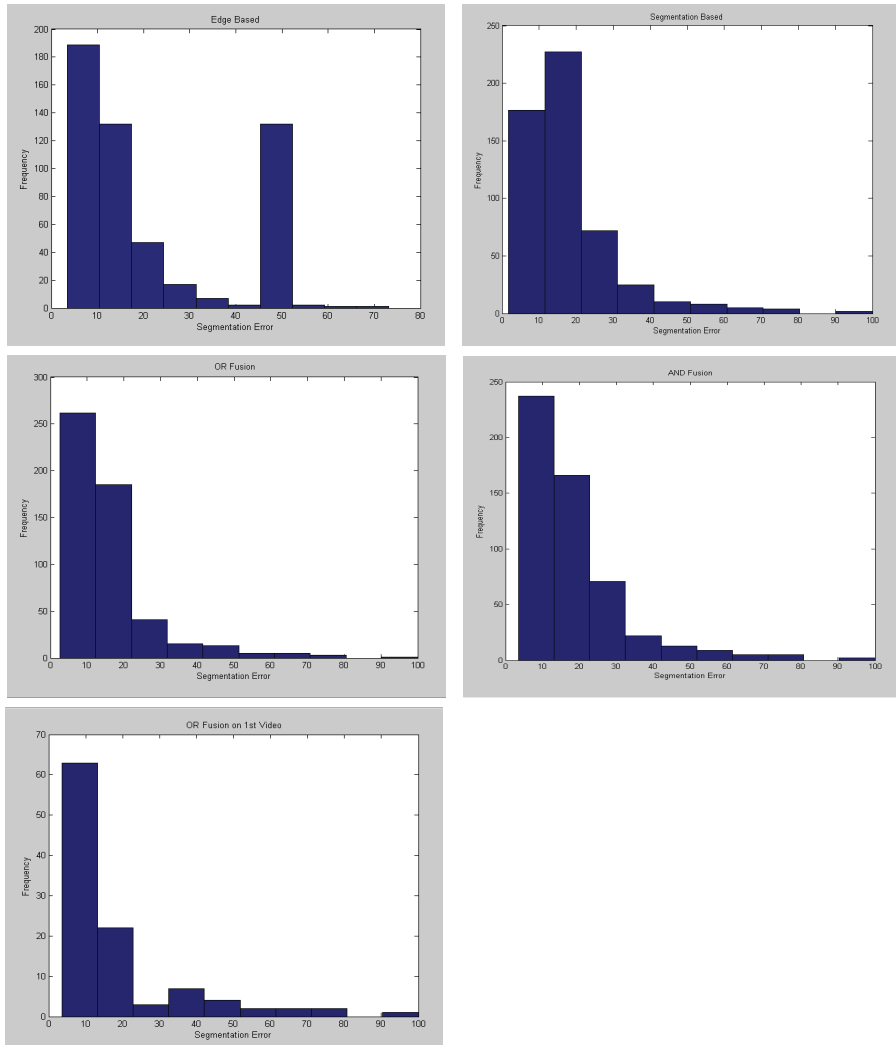 Edge Based
200
180
160
140
120
100
80
60
40
20
0
Frequency
0 10 20 30 40 50 60 70 80
Segmentation Error
Segmentation Based
250
200
150
100
50
0
Frequency
0 10 20 30 40 50 60 70 80 90 100
Segmentation Error
OR Fusion
300
250
200
150
100
50
0
Frequency
0 10 20 30 40 50 60 70 80 90 100
Segmentation Error
AND Fusion
250
200
150
100
50
0
Frequency
0 10 20 30 40 50 60 70 80 90 100
Segmentation Error
OR Fusion on 1st Video
70
60
50
40
30
20
10
0
Frequency
0 10 20 30 40 50 60 70 80 90 100
Segmentation Error